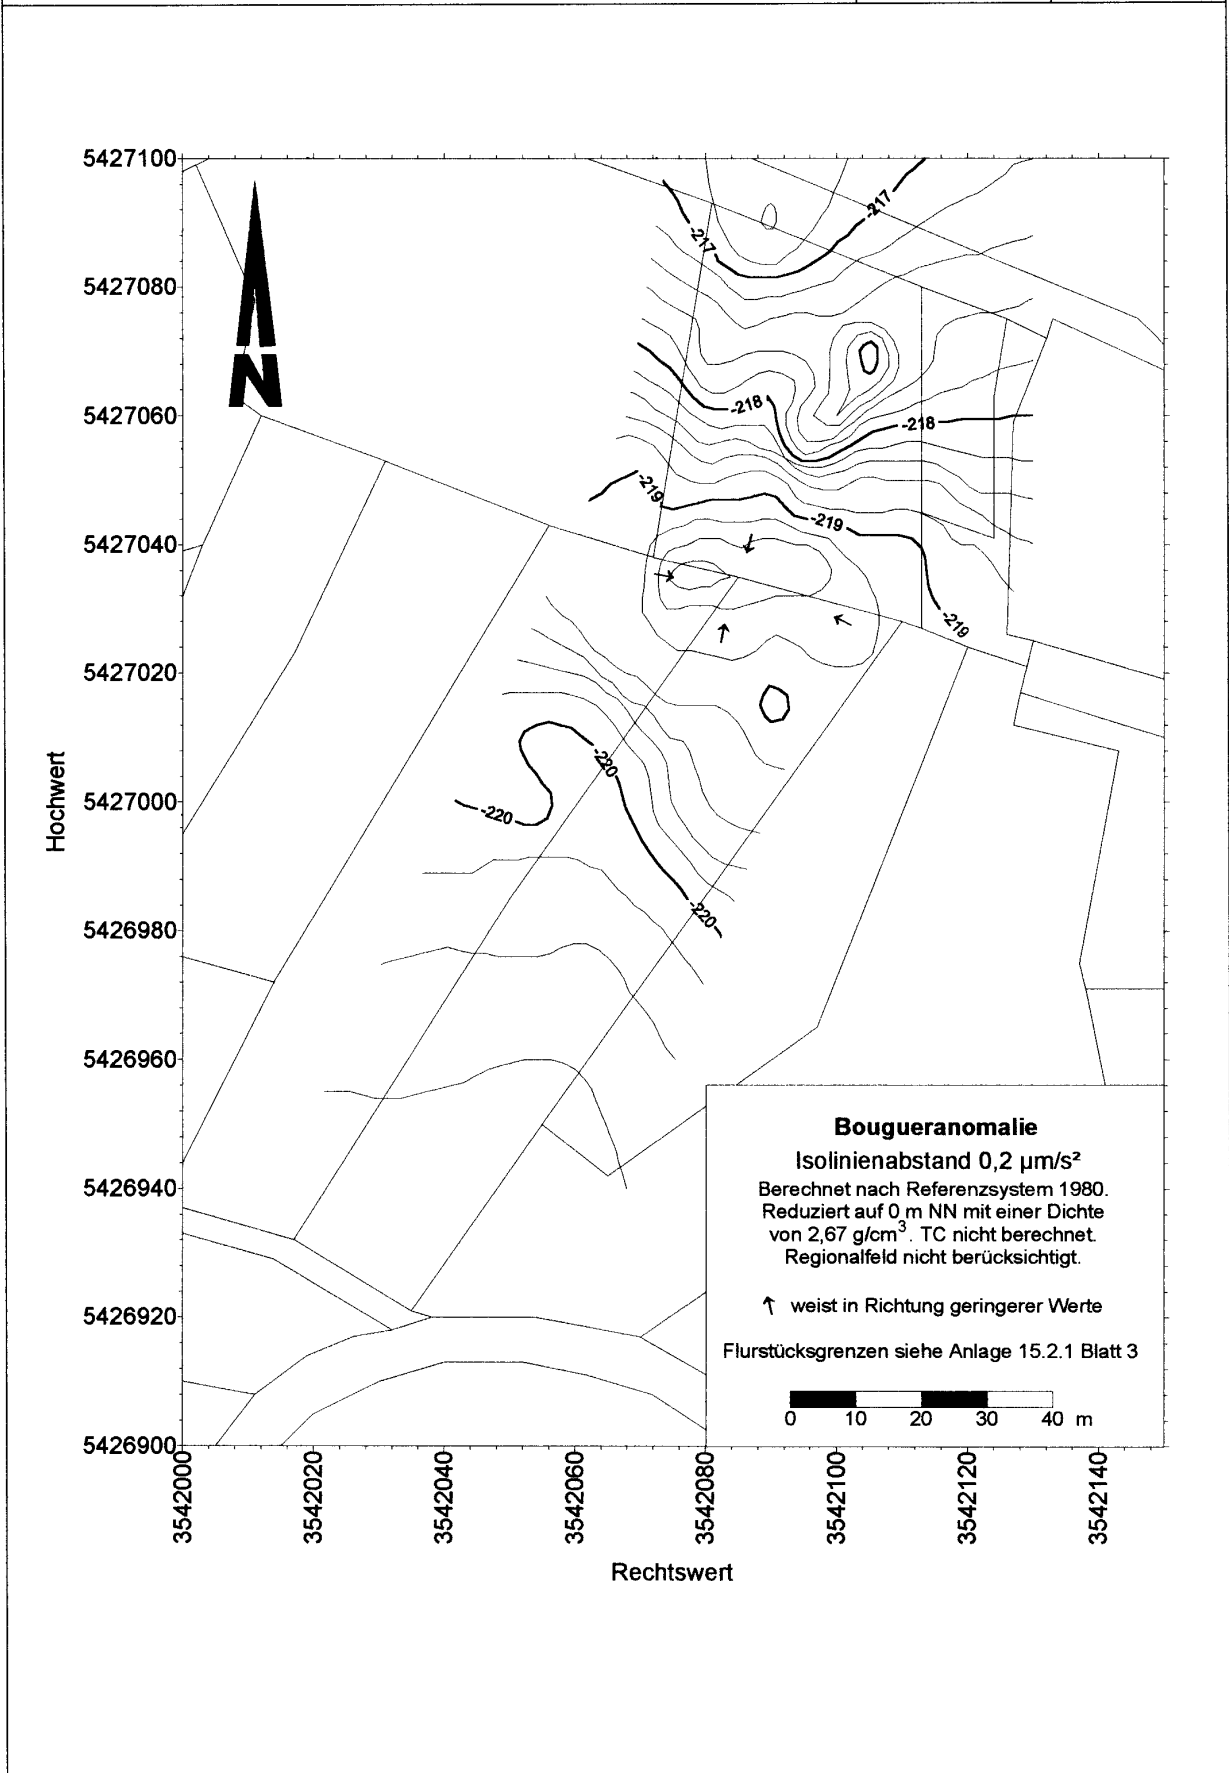 5427100
5427080
5427060
5427040
5427020
5427000
5426980
5426960
5426940
5426920
5426900
Hochwert
N
-217
-217
-218
-218
-219
-219
-219
-220
-220
-220
Bougueranomalie
Isolinienabstand 0,2 µm/s²
Berechnet nach Referenzsystem 1980.
Reduziert auf 0 m NN mit einer Dichte
von 2,67 g/cm³. TC nicht berechnet.
Regionalfeld nicht berücksichtigt.
↑ weist in Richtung geringerer Werte
Flurstücksgrenzen siehe Anlage 15.2.1 Blatt 3
0 10 20 30 40 m
3542000 3542020 3542040 3542060 3542080 3542100 3542120 3542140
Rechtswert